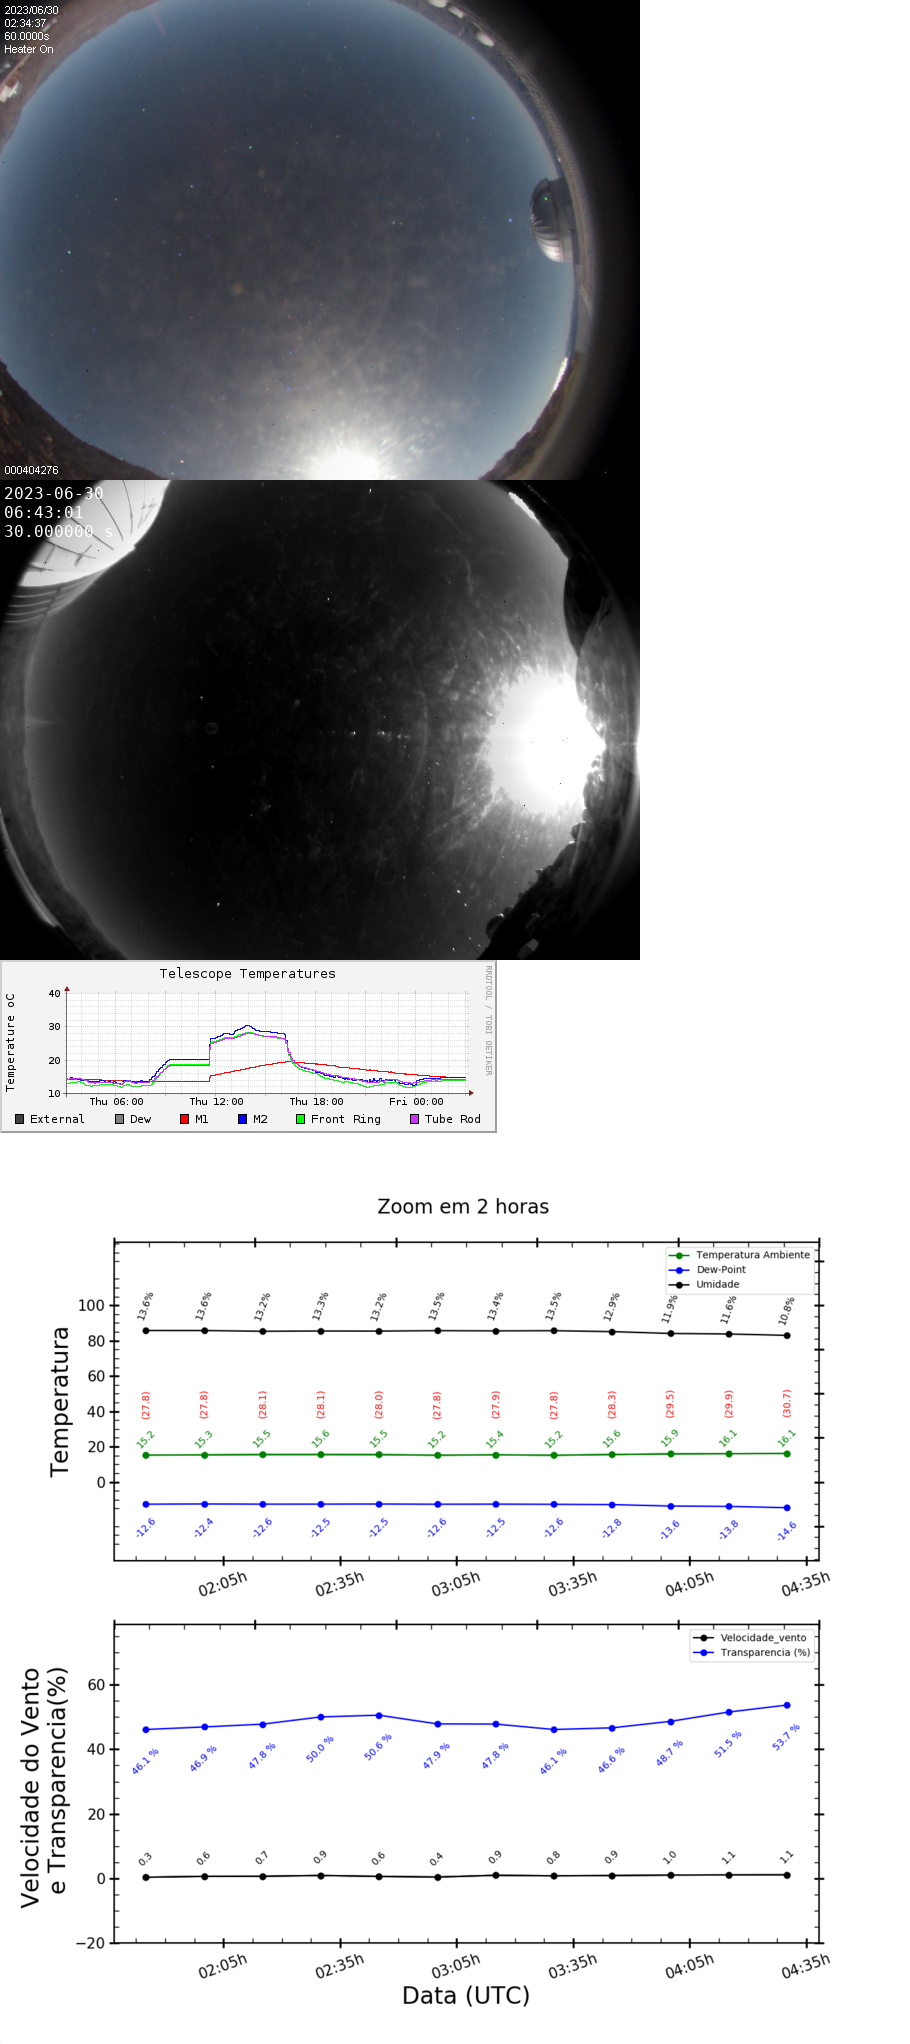 2023/06/30
02:34:37
60.0000s
Heater On
000404276
2023-06-30
06:43:01
30.000000 s
Telescope Temperatures
RRDTOOL / TOBI OETIKER
Temperature oC
40
30
20
10
Thu 06:00 Thu 12:00 Thu 18:00 Fri 00:00
External Dew M1 M2 Front Ring Tube Rod
Zoom em 2 horas
Temperatura Ambiente
Dew-Point
Umidade
Temperatura
100
80
60
40
20
0
13.6% 13.6% 13.2% 13.3% 13.2% 13.5% 13.4% 13.5% 12.9% 11.9% 11.6% 10.8%
(27.8) (27.8) (28.1) (28.1) (28.0) (27.8) (27.9) (27.8) (28.3) (29.5) (29.9) (30.7)
15.2 15.3 15.5 15.6 15.5 15.2 15.4 15.2 15.6 15.9 16.1 16.1
-12.6 -12.4 -12.6 -12.5 -12.5 -12.6 -12.5 -12.6 -12.8 -13.6 -13.8 -14.6
02:05h 02:35h 03:05h 03:35h 04:05h 04:35h
Velocidade_vento
Transparencia (%)
Velocidade do Vento
e Transparencia(%)
60
40
20
0
−20
46.1 % 46.9 % 47.8 % 50.0 % 50.6 % 47.9 % 47.8 % 46.1 % 46.6 % 48.7 % 51.5 % 53.7 %
0.3 0.6 0.7 0.9 0.6 0.4 0.9 0.8 0.9 1.0 1.1 1.1
02:05h 02:35h 03:05h 03:35h 04:05h 04:35h
Data (UTC)